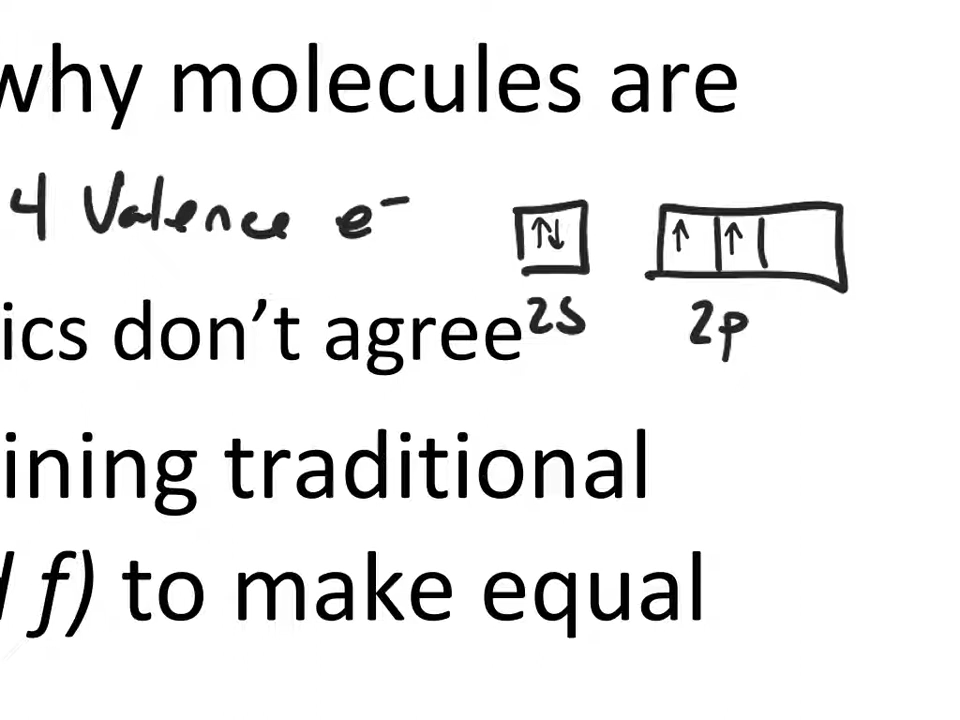 why molecules are
4 Valence e⁻
↑↓ ↑ ↑
ics don't agree 2s 2p
ining traditional
d f) to make equal